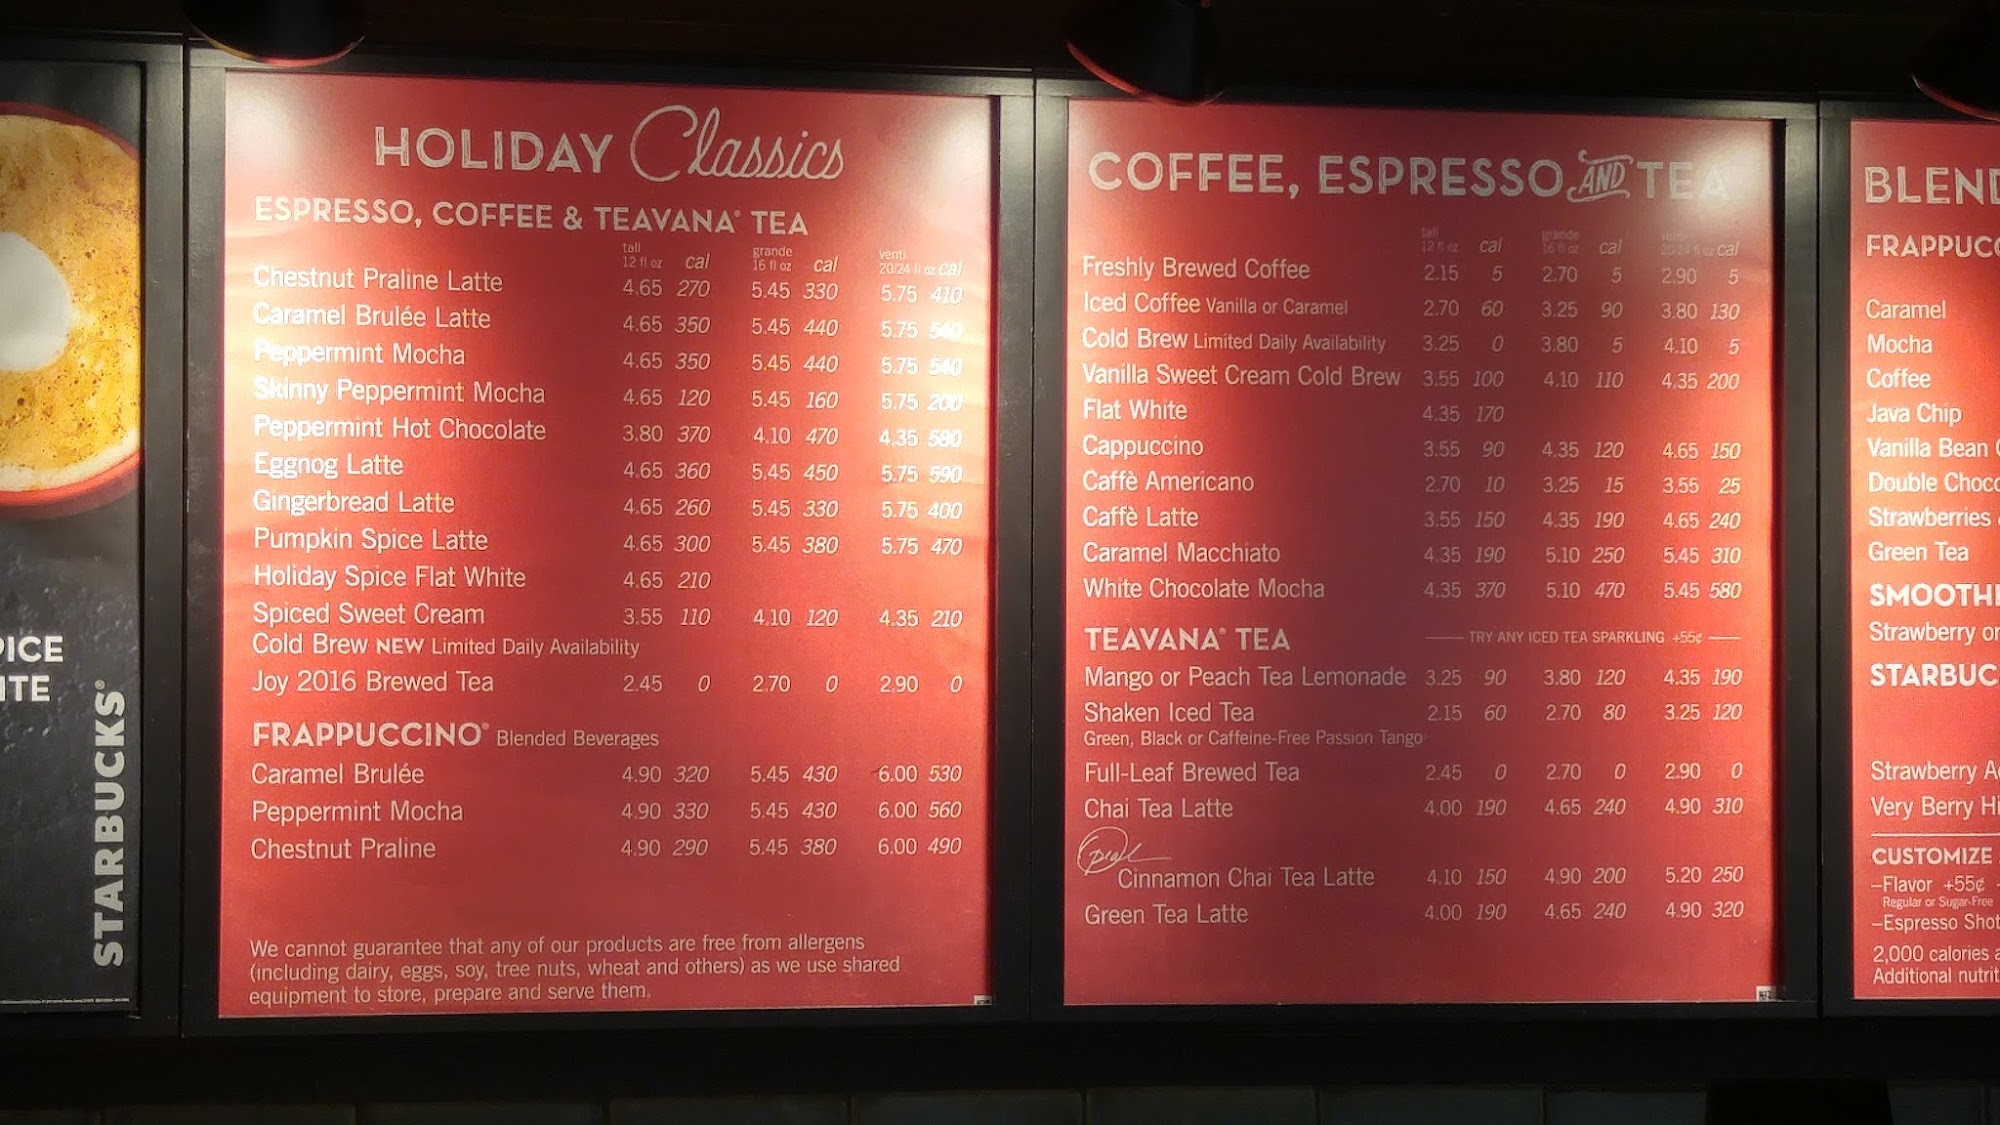 PICE
ITE
STARBUCKS®
HOLIDAY Classics
ESPRESSO, COFFEE & TEAVANA® TEA
tall grande venti
12 fl oz cal 16 fl oz cal 20/24 fl oz cal
Chestnut Praline Latte 4.65 270 5.45 330 5.75 410
Caramel Brulée Latte 4.65 350 5.45 440 5.75 540
Peppermint Mocha 4.65 350 5.45 440 5.75 540
Skinny Peppermint Mocha 4.65 120 5.45 160 5.75 200
Peppermint Hot Chocolate 3.80 370 4.10 470 4.35 580
Eggnog Latte 4.65 360 5.45 450 5.75 590
Gingerbread Latte 4.65 260 5.45 330 5.75 400
Pumpkin Spice Latte 4.65 300 5.45 380 5.75 470
Holiday Spice Flat White 4.65 210
Spiced Sweet Cream 3.55 110 4.10 120 4.35 210
Cold Brew NEW Limited Daily Availability
Joy 2016 Brewed Tea 2.45 0 2.70 0 2.90 0
FRAPPUCCINO® Blended Beverages
Caramel Brulée 4.90 320 5.45 430 6.00 530
Peppermint Mocha 4.90 330 5.45 430 6.00 560
Chestnut Praline 4.90 290 5.45 380 6.00 490
We cannot guarantee that any of our products are free from allergens
(including dairy, eggs, soy, tree nuts, wheat and others) as we use shared
equipment to store, prepare and serve them.
COFFEE, ESPRESSO AND TEA
tall grande venti
12 fl oz cal 16 fl oz cal 20/24 fl oz cal
Freshly Brewed Coffee 2.15 5 2.70 5 2.90 5
Iced Coffee Vanilla or Caramel 2.70 60 3.25 90 3.80 130
Cold Brew Limited Daily Availability 3.25 0 3.80 5 4.10 5
Vanilla Sweet Cream Cold Brew 3.55 100 4.10 110 4.35 200
Flat White 4.35 170
Cappuccino 3.55 90 4.35 120 4.65 150
Caffè Americano 2.70 10 3.25 15 3.55 25
Caffè Latte 3.55 150 4.35 190 4.65 240
Caramel Macchiato 4.35 190 5.10 250 5.45 310
White Chocolate Mocha 4.35 370 5.10 470 5.45 580
TEAVANA® TEA TRY ANY ICED TEA SPARKLING +55¢
Mango or Peach Tea Lemonade 3.25 90 3.80 120 4.35 190
Shaken Iced Tea 2.15 60 2.70 80 3.25 120
Green, Black or Caffeine-Free Passion Tango
Full-Leaf Brewed Tea 2.45 0 2.70 0 2.90 0
Chai Tea Latte 4.00 190 4.65 240 4.90 310
Oprah
Cinnamon Chai Tea Latte 4.10 150 4.90 200 5.20 250
Green Tea Latte 4.00 190 4.65 240 4.90 320
BLEND
FRAPPUCC
Caramel
Mocha
Coffee
Java Chip
Vanilla Bean
Double Choco
Strawberries
Green Tea
SMOOTHI
Strawberry or
STARBUC
Strawberry A
Very Berry Hi
CUSTOMIZE
–Flavor +55¢
Regular or Sugar-Free
–Espresso Shot
2,000 calories a
Additional nutrit